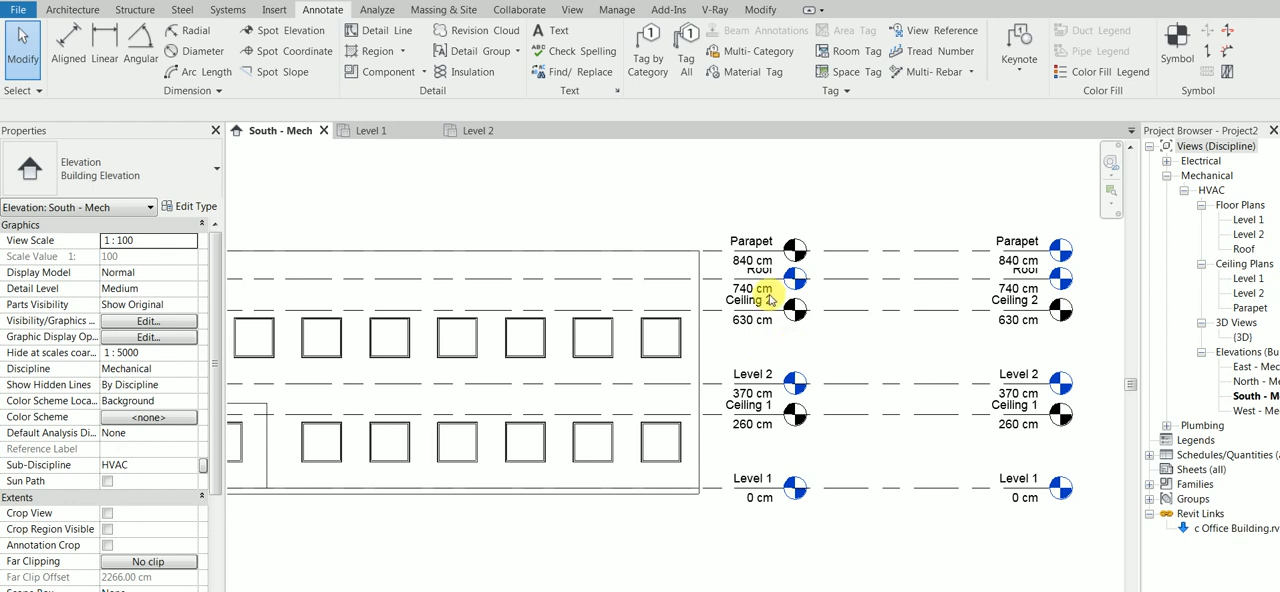 File Architecture Structure Steel Systems Insert Annotate Analyze Massing & Site Collaborate View Manage Add-Ins V-Ray Modify
Modify
Select
Aligned Linear Angular
Radial
Diameter
Arc Length
Spot Elevation
Spot Coordinate
Spot Slope
Dimension
Detail Line
Region
Component
Revision Cloud
Detail Group
Insulation
Detail
A Text
ABC Check Spelling
Find/ Replace
Text
Tag by Category
Tag All
Beam Annotations
Multi- Category
Material Tag
Area Tag
Room Tag
Space Tag
View Reference
Tread Number
Multi- Rebar
Tag
Keynote
Duct Legend
Pipe Legend
Color Fill Legend
Color Fill
Symbol
Symbol
Properties
South - Mech
Level 1
Level 2
Project Browser - Project2
Elevation
Building Elevation
Elevation: South - Mech
Edit Type
Graphics
View Scale 1 : 100
Scale Value 1: 100
Display Model Normal
Detail Level Medium
Parts Visibility Show Original
Visibility/Graphics ... Edit...
Graphic Display Op... Edit...
Hide at scales coar... 1 : 5000
Discipline Mechanical
Show Hidden Lines By Discipline
Color Scheme Loca... Background
Color Scheme <none>
Default Analysis Di... None
Reference Label
Sub-Discipline HVAC
Sun Path
Extents
Crop View
Crop Region Visible
Annotation Crop
Far Clipping No clip
Far Clip Offset 2266.00 cm
Parapet
840 cm
Roof
740 cm
Ceiling 2
630 cm
Level 2
370 cm
Ceiling 1
260 cm
Level 1
0 cm
Parapet
840 cm
Roof
740 cm
Ceiling 2
630 cm
Level 2
370 cm
Ceiling 1
260 cm
Level 1
0 cm
Views (Discipline)
Electrical
Mechanical
HVAC
Floor Plans
Level 1
Level 2
Roof
Ceiling Plans
Level 1
Level 2
Parapet
3D Views
{3D}
Elevations (Bu
East - Mec
North - M
South - M
West - Me
Plumbing
Legends
Schedules/Quantities (
Sheets (all)
Families
Groups
Revit Links
c Office Building.rv